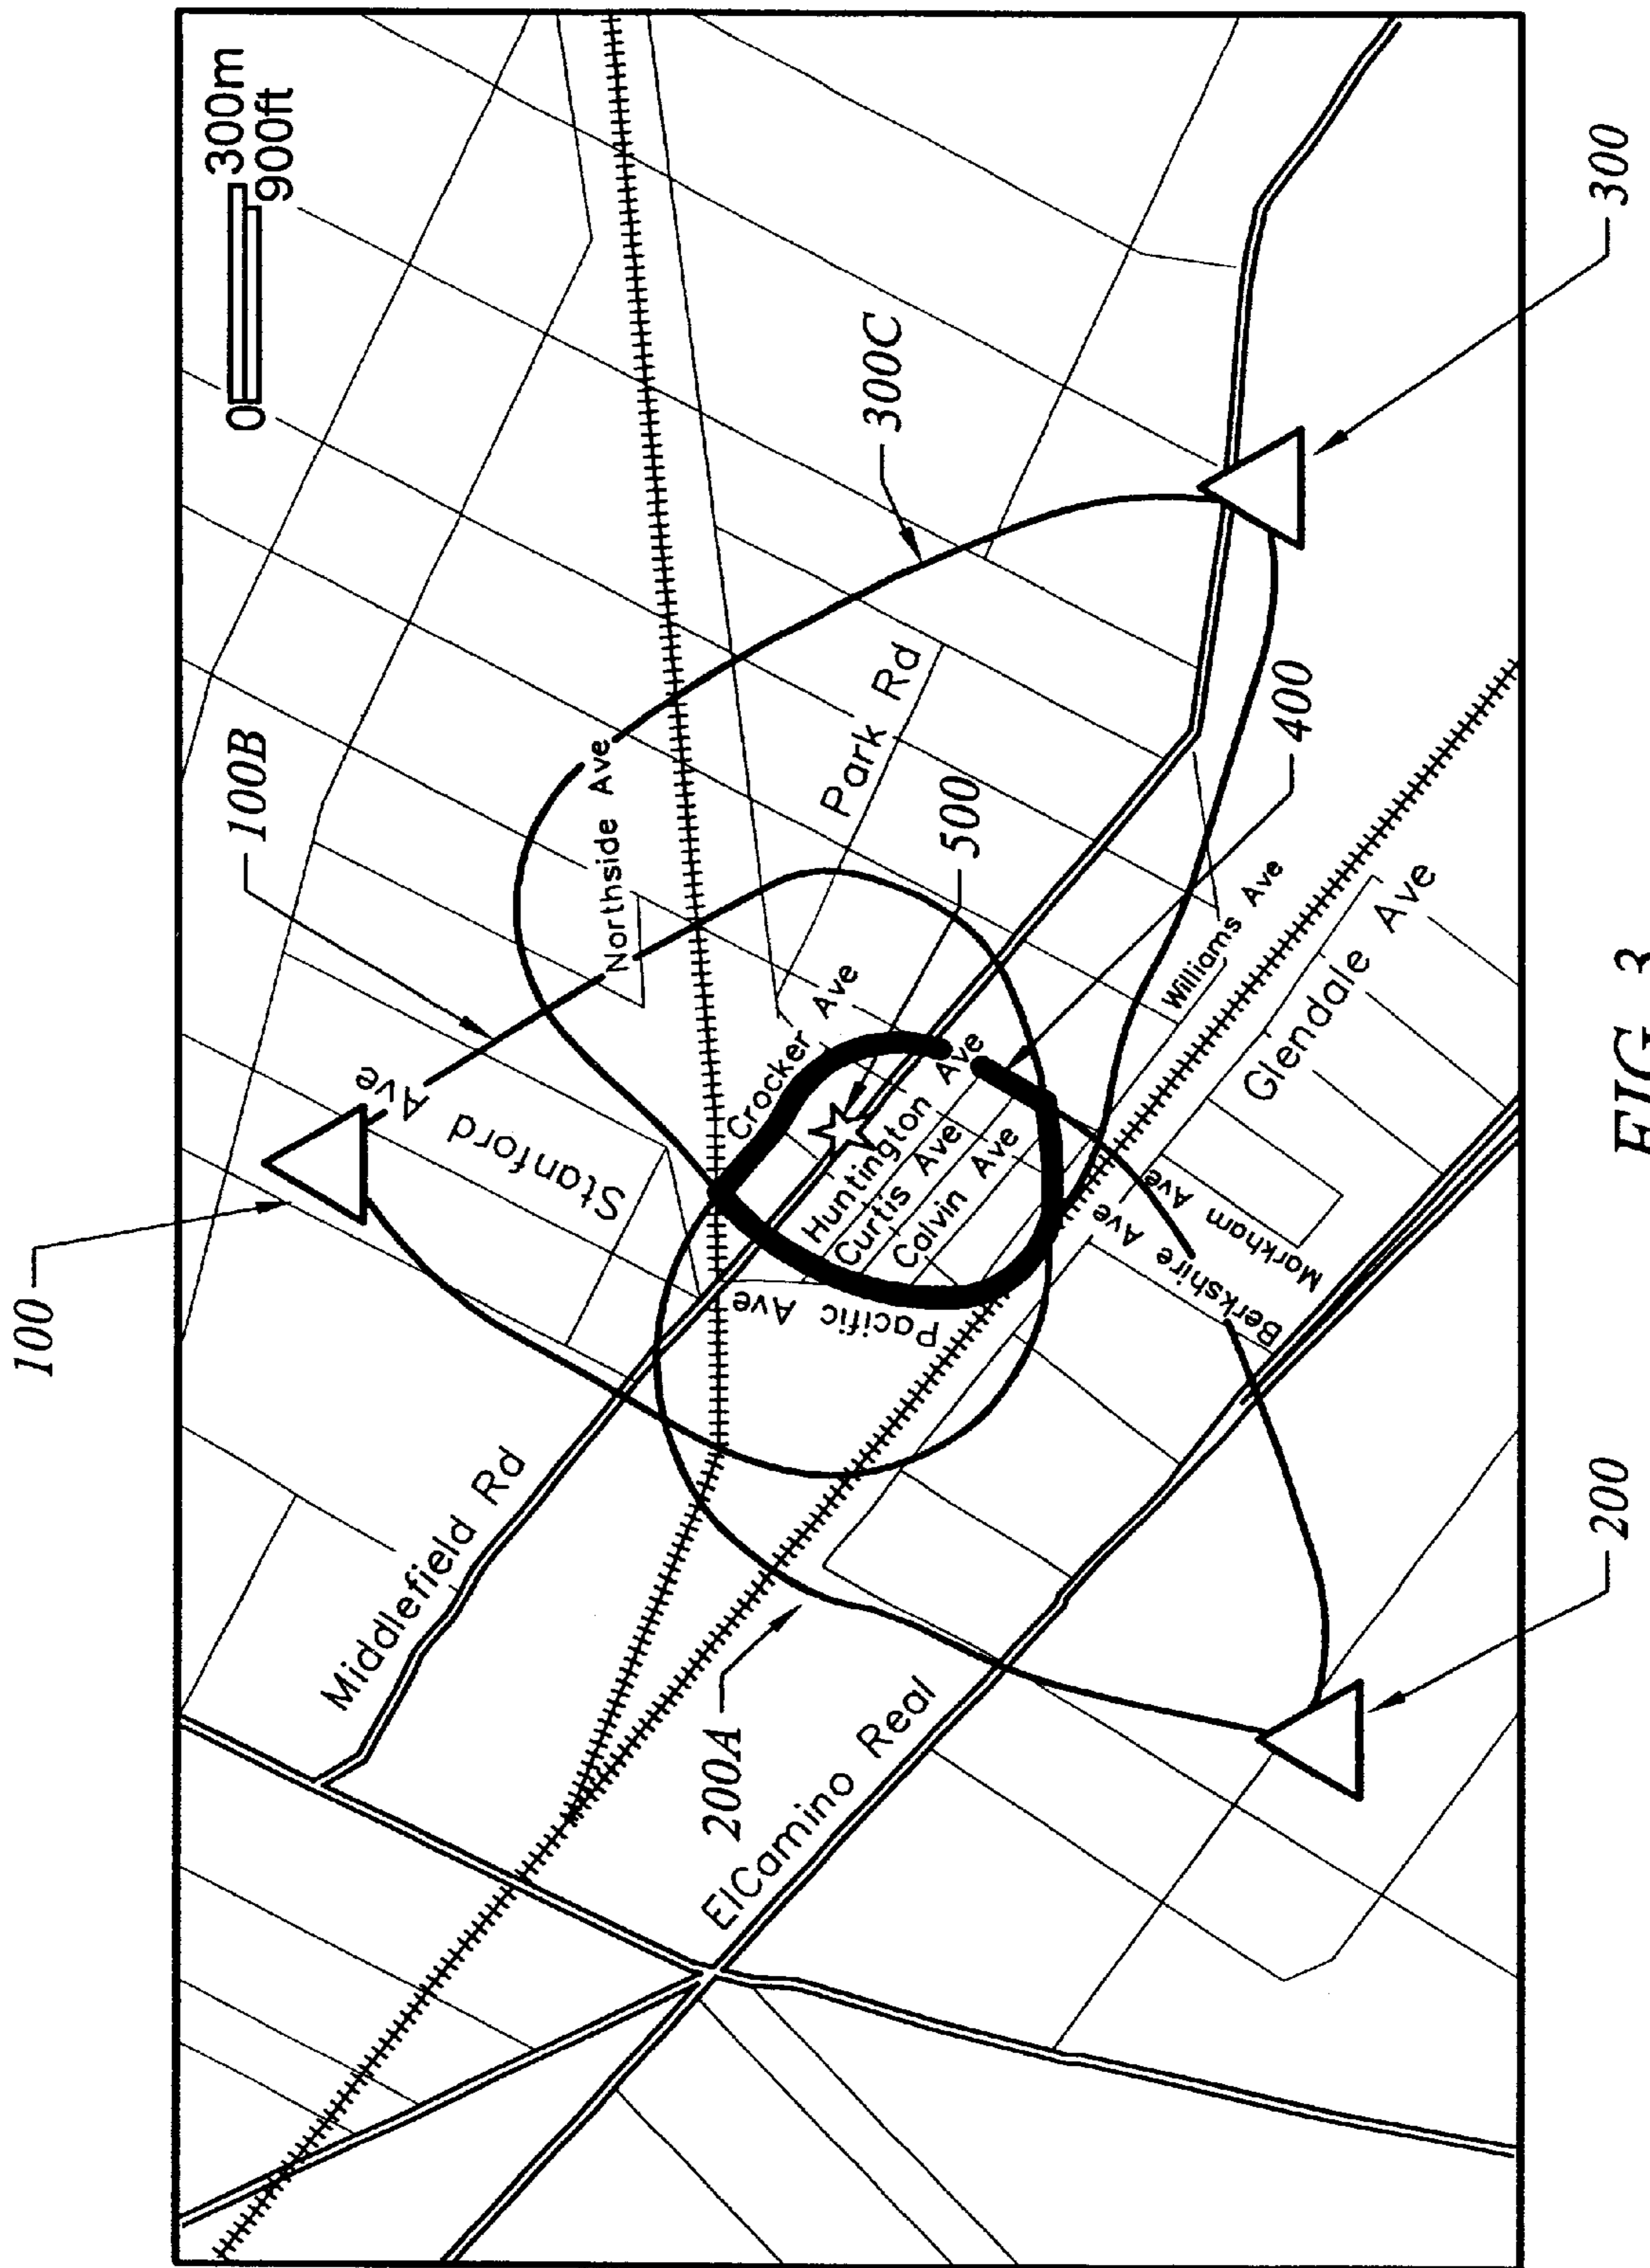 0
300m
900ft
100
100B
300C
300
Stanford Ave
Northside Ave
Park Rd
500
400
Crocker Ave
Huntington Ave
Curtis Ave
Calvin Ave
Pacific Ave
Williams Ave
Glendale Ave
Markham Ave
Berkshire Ave
Middlefield Rd
ElCamino Real
200A
200
FIG. 3